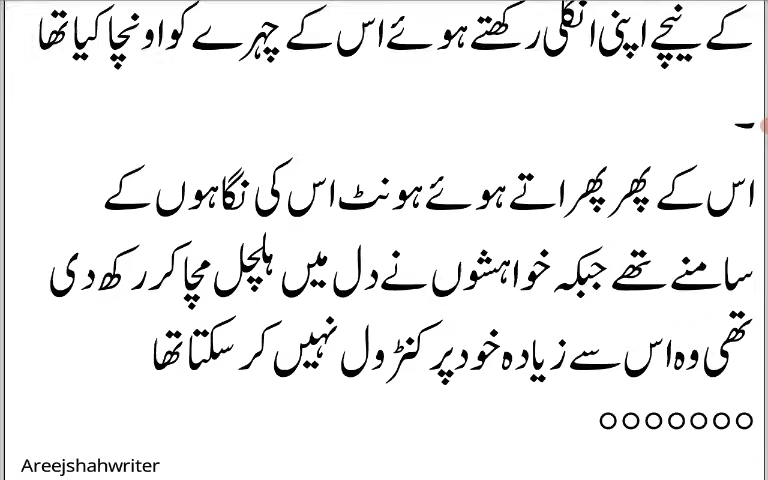 کے نیچے اپنی انگلی رکھتے ہوئے اس کے چہرے کو اونچا کیا تھا
۔
اس کے پھر پھراتے ہوئے ہونٹ اس کی نگاہوں کے
سامنے تھے جبکہ خواہشوں نے دل میں ہلچل مچا کر رکھ دی
تھی وہ اس سے زیادہ خود پر کنٹرول نہیں کر سکتا تھا
○○○○○○○
Areejshahwriter